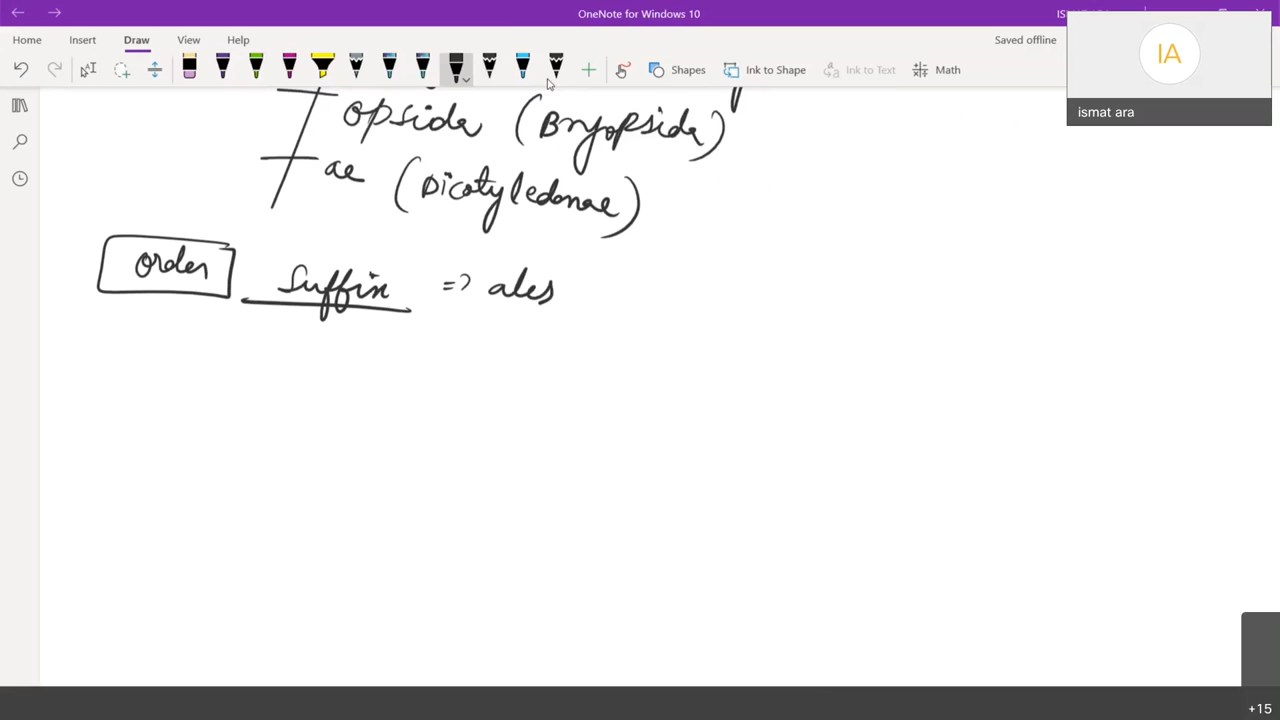 OneNote for Windows 10
Home Insert Draw View Help
Saved offline
Shapes Ink to Shape Ink to Text Math
IA
ismat ara
opsida (Bryopsida)
ae (Dicotyledonae)
order Suffix => ales
+15